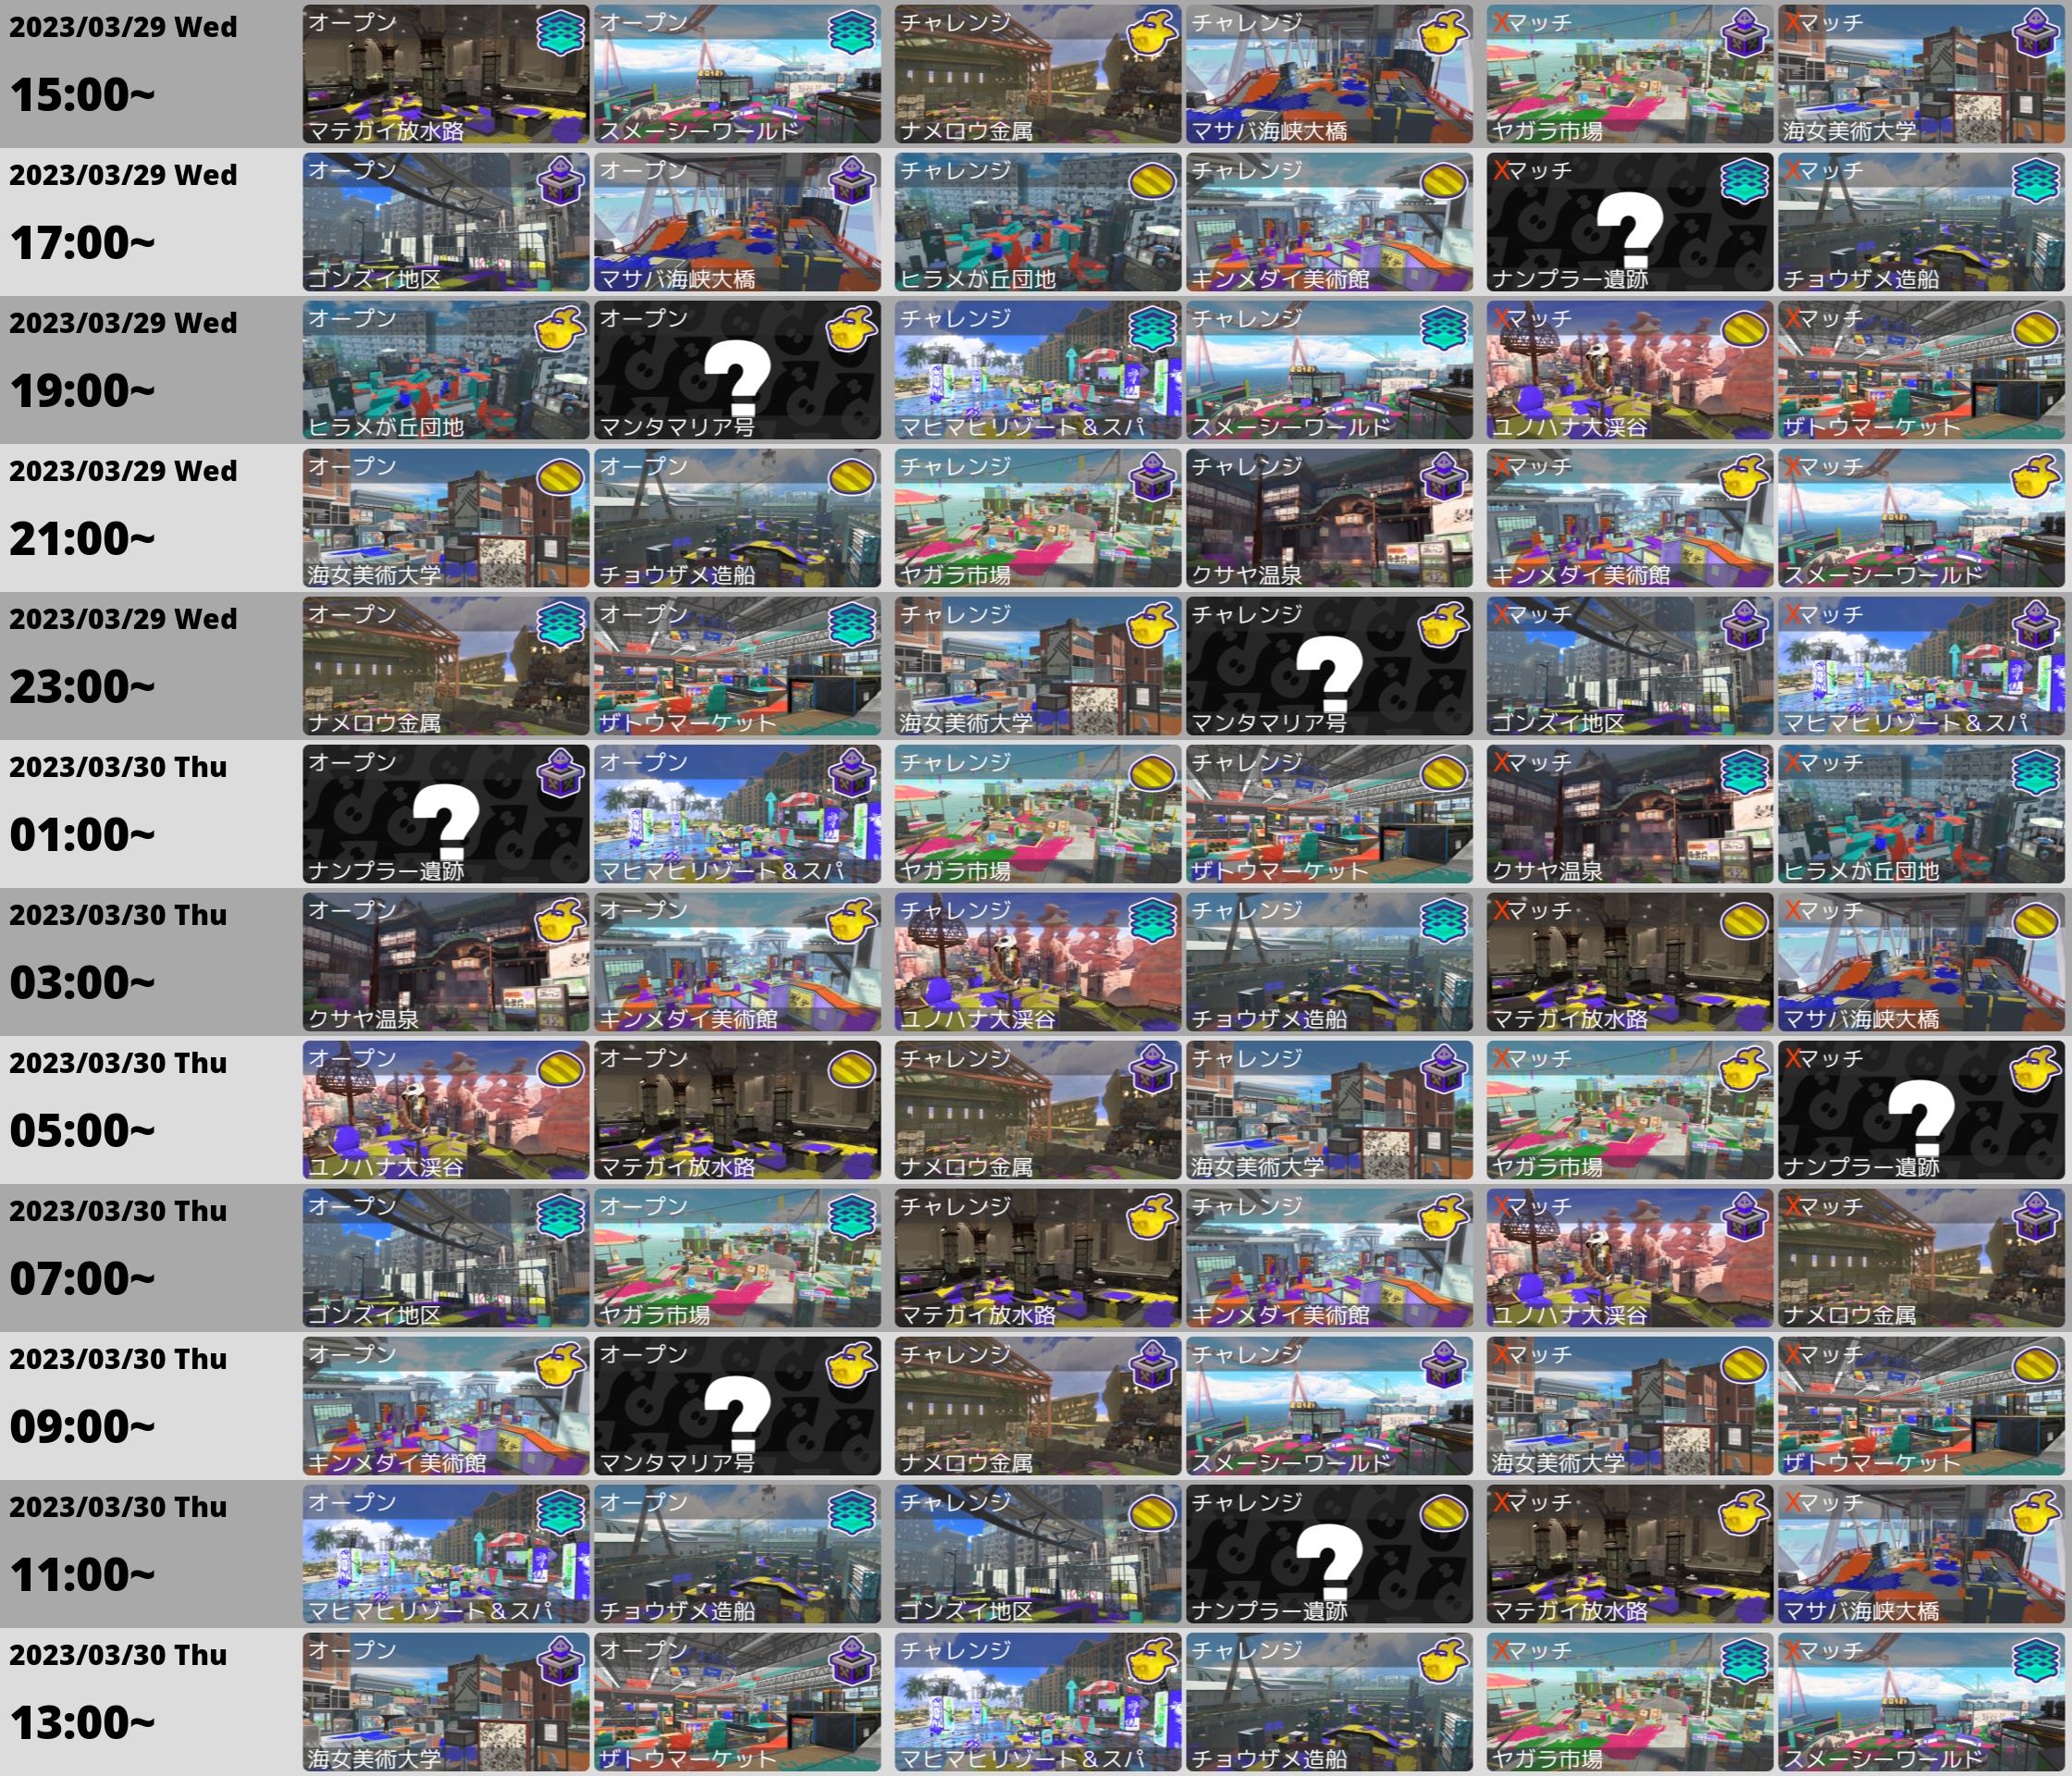 2023/03/29 Wed
15:00~
オープン オープン チャレンジ チャレンジ Xマッチ Xマッチ
マテガイ放水路 スメーシーワールド ナメロウ金属 マサバ海峡大橋 ヤガラ市場 海女美術大学
2023/03/29 Wed
17:00~
オープン オープン チャレンジ チャレンジ Xマッチ Xマッチ
ゴンズイ地区 マサバ海峡大橋 ヒラメが丘団地 キンメダイ美術館 ナンプラー遺跡 チョウザメ造船
2023/03/29 Wed
19:00~
オープン オープン チャレンジ チャレンジ Xマッチ Xマッチ
ヒラメが丘団地 マンタマリア号 マヒマヒリゾート&スパ スメーシーワールド ユノハナ大渓谷 ザトウマーケット
2023/03/29 Wed
21:00~
オープン オープン チャレンジ チャレンジ Xマッチ Xマッチ
海女美術大学 チョウザメ造船 ヤガラ市場 クサヤ温泉 キンメダイ美術館 スメーシーワールド
2023/03/29 Wed
23:00~
オープン オープン チャレンジ チャレンジ Xマッチ Xマッチ
ナメロウ金属 ザトウマーケット 海女美術大学 マンタマリア号 ゴンズイ地区 マヒマヒリゾート&スパ
2023/03/30 Thu
01:00~
オープン オープン チャレンジ チャレンジ Xマッチ Xマッチ
ナンプラー遺跡 マヒマヒリゾート&スパ ヤガラ市場 ザトウマーケット クサヤ温泉 ヒラメが丘団地
2023/03/30 Thu
03:00~
オープン オープン チャレンジ チャレンジ Xマッチ Xマッチ
クサヤ温泉 キンメダイ美術館 ユノハナ大渓谷 チョウザメ造船 マテガイ放水路 マサバ海峡大橋
2023/03/30 Thu
05:00~
オープン オープン チャレンジ チャレンジ Xマッチ Xマッチ
ユノハナ大渓谷 マテガイ放水路 ナメロウ金属 海女美術大学 ヤガラ市場 ナンプラー遺跡
2023/03/30 Thu
07:00~
オープン オープン チャレンジ チャレンジ Xマッチ Xマッチ
ゴンズイ地区 ヤガラ市場 マテガイ放水路 キンメダイ美術館 ユノハナ大渓谷 ナメロウ金属
2023/03/30 Thu
09:00~
オープン オープン チャレンジ チャレンジ Xマッチ Xマッチ
キンメダイ美術館 マンタマリア号 ナメロウ金属 スメーシーワールド 海女美術大学 ザトウマーケット
2023/03/30 Thu
11:00~
オープン オープン チャレンジ チャレンジ Xマッチ Xマッチ
マヒマヒリゾート&スパ チョウザメ造船 ゴンズイ地区 ナンプラー遺跡 マテガイ放水路 マサバ海峡大橋
2023/03/30 Thu
13:00~
オープン オープン チャレンジ チャレンジ Xマッチ Xマッチ
海女美術大学 ザトウマーケット マヒマヒリゾート&スパ チョウザメ造船 ヤガラ市場 スメーシーワールド